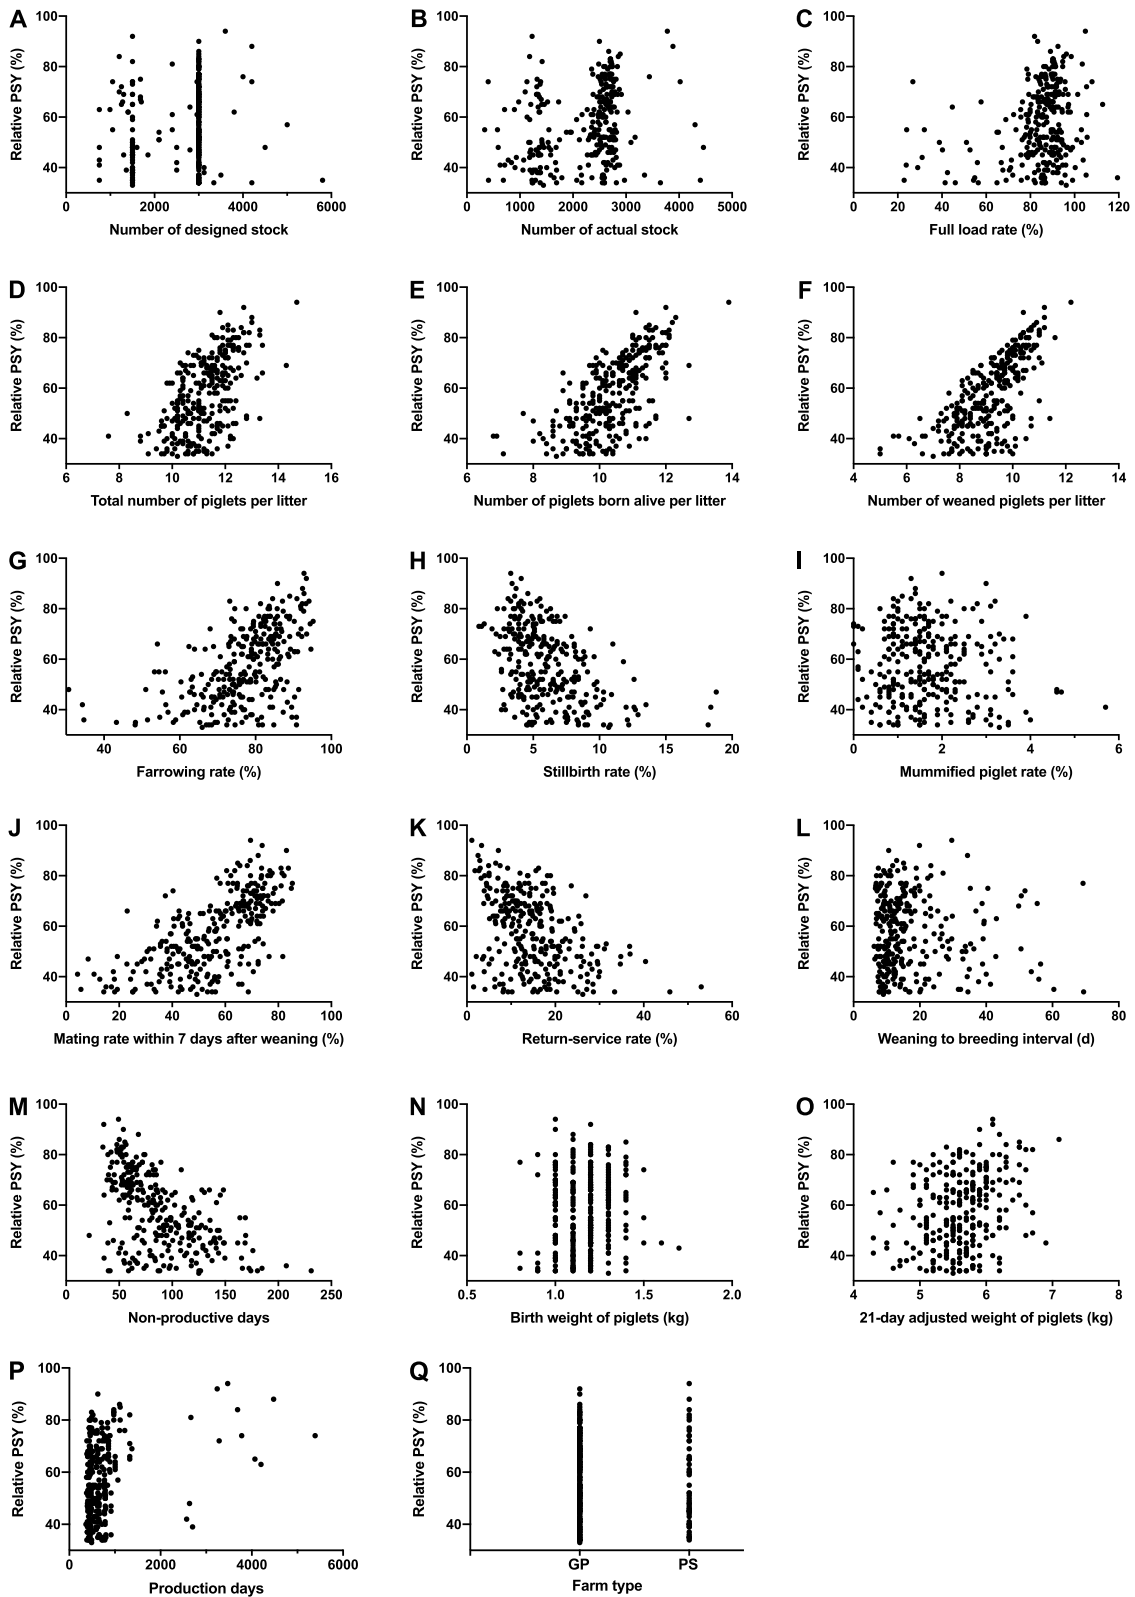 A
Relative PSY (%)
100
80
60
40
0 2000 4000 6000
Number of designed stock
B
Relative PSY (%)
100
80
60
40
0 1000 2000 3000 4000 5000
Number of actual stock
C
Relative PSY (%)
100
80
60
40
0 20 40 60 80 100 120
Full load rate (%)
D
Relative PSY (%)
100
80
60
40
6 8 10 12 14 16
Total number of piglets per litter
E
Relative PSY (%)
100
80
60
40
6 8 10 12 14
Number of piglets born alive per litter
F
Relative PSY (%)
100
80
60
40
4 6 8 10 12 14
Number of weaned piglets per litter
G
Relative PSY (%)
100
80
60
40
40 60 80 100
Farrowing rate (%)
H
Relative PSY (%)
100
80
60
40
0 5 10 15 20
Stillbirth rate (%)
I
Relative PSY (%)
100
80
60
40
0 2 4 6
Mummified piglet rate (%)
J
Relative PSY (%)
100
80
60
40
0 20 40 60 80 100
Mating rate within 7 days after weaning (%)
K
Relative PSY (%)
100
80
60
40
0 20 40 60
Return-service rate (%)
L
Relative PSY (%)
100
80
60
40
0 20 40 60 80
Weaning to breeding interval (d)
M
Relative PSY (%)
100
80
60
40
0 50 100 150 200 250
Non-productive days
N
Relative PSY (%)
100
80
60
40
0.5 1.0 1.5 2.0
Birth weight of piglets (kg)
O
Relative PSY (%)
100
80
60
40
4 5 6 7 8
21-day adjusted weight of piglets (kg)
P
Relative PSY (%)
100
80
60
40
0 2000 4000 6000
Production days
Q
Relative PSY (%)
100
80
60
40
GP PS
Farm type